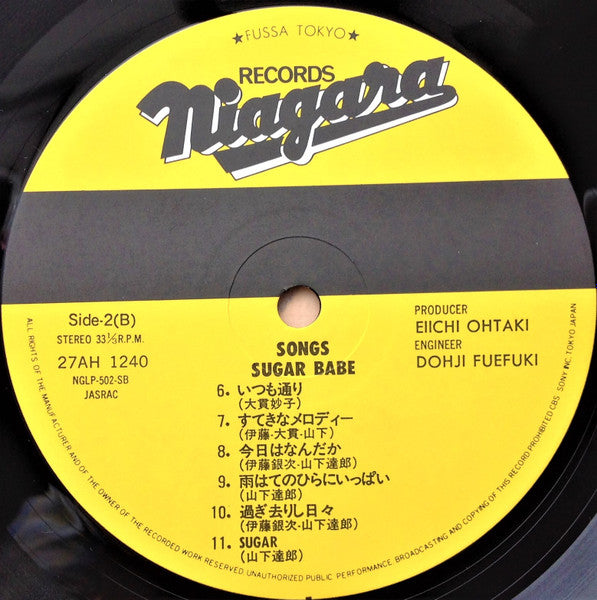 ★FUSSA TOKYO★
RECORDS
Niagara
Side-2(B)
STEREO 33⅓R.P.M.
27AH 1240
NGLP-502-SB
JASRAC
PRODUCER
EIICHI OHTAKI
ENGINEER
DOHJI FUEFUKI
SONGS
SUGAR BABE
6. いつも通り
(大貫妙子)
7. すてきなメロディー
(伊藤-大貫-山下)
8. 今日はなんだか
(伊藤銀次-山下達郎)
9. 雨はてのひらにいっぱい
(山下達郎)
10. 過ぎ去りし日々
(伊藤銀次-山下達郎)
11. SUGAR
(山下達郎)
ALL RIGHTS OF THE MANUFACTURER AND OF THE OWNER OF THE RECORDED WORK RESERVED. UNAUTHORIZED PUBLIC PERFORMANCE, BROADCASTING AND COPYING OF THIS RECORD PROHIBITED CBS SONY INC. TOKYO JAPAN